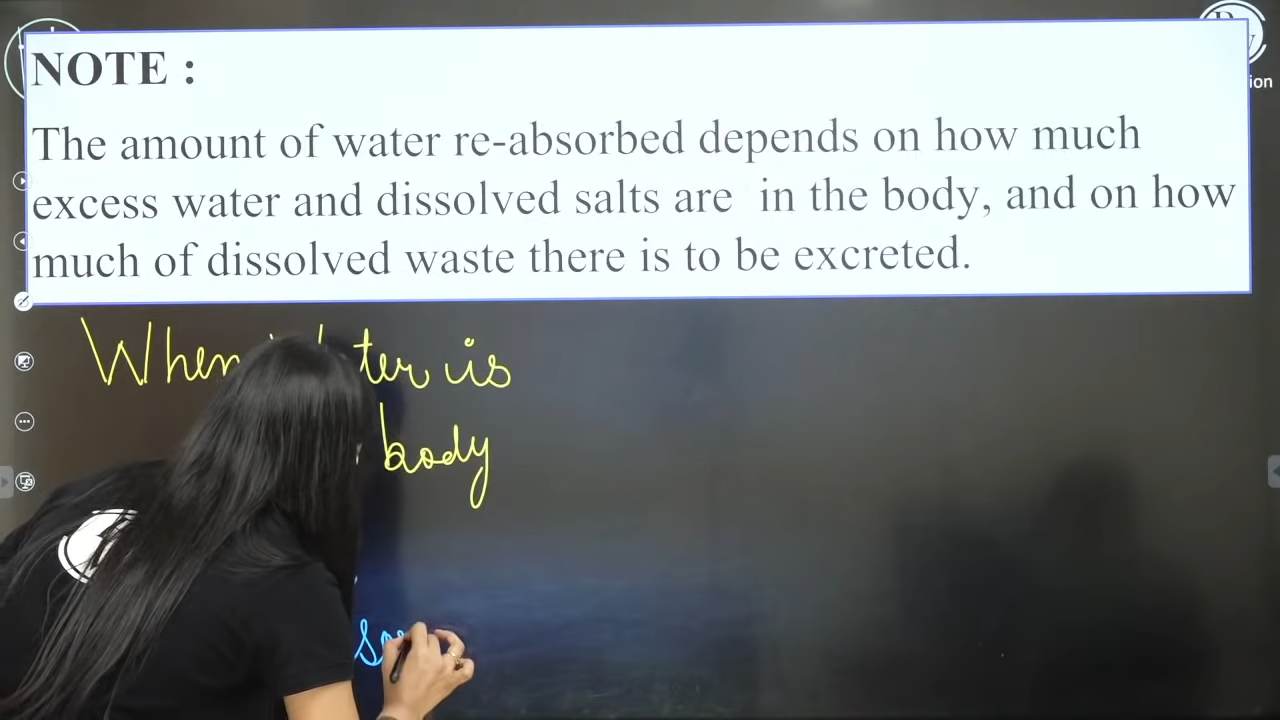 NOTE :
The amount of water re-absorbed depends on how much
excess water and dissolved salts are in the body, and on how
much of dissolved waste there is to be excreted.
When is
body